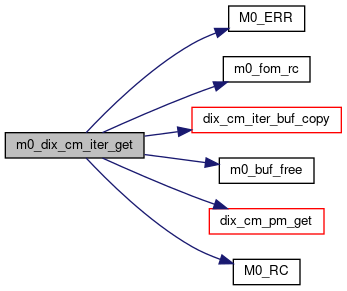 M0_ERR
m0_fom_rc
dix_cm_iter_buf_copy
m0_dix_cm_iter_get
m0_buf_free
dix_cm_pm_get
M0_RC